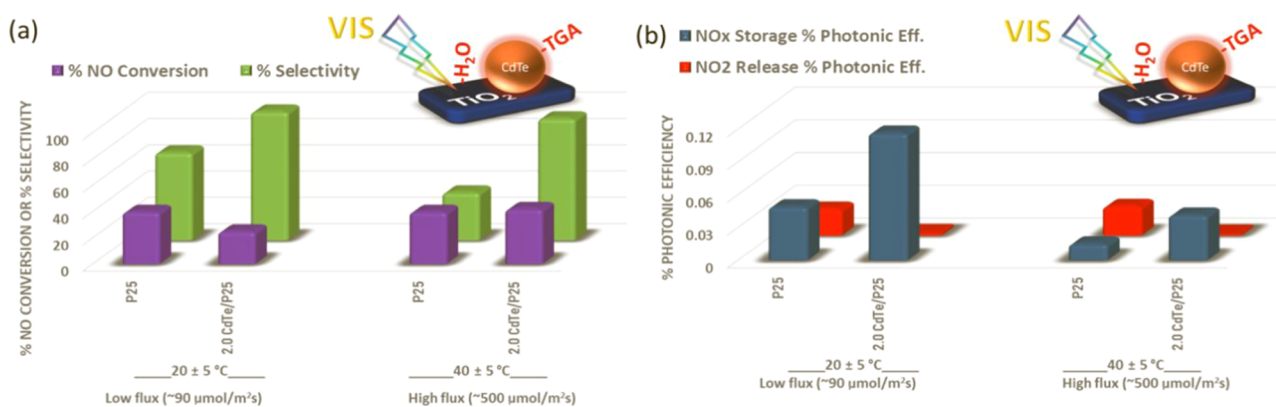 (a)
VIS
-H₂O
-TGA
CdTe
TiO₂
% NO Conversion
% Selectivity
% NO CONVERSION OR % SELECTIVITY
100
80
60
40
20
0
P25
2.0 CdTe/P25
P25
2.0 CdTe/P25
_____20 ± 5 °C_____
_____40 ± 5 °C_____
Low flux (~90 µmol/m²s)
High flux (~500 µmol/m²s)
(b)
NOx Storage % Photonic Eff.
NO2 Release % Photonic Eff.
VIS
-H₂O
-TGA
CdTe
TiO₂
% PHOTONIC EFFICIENCY
0.12
0.09
0.06
0.03
0
P25
2.0 CdTe/P25
P25
2.0 CdTe/P25
_____20 ± 5 °C_____
_____40 ± 5 °C_____
Low flux (~90 µmol/m²s)
High flux (~500 µmol/m²s)